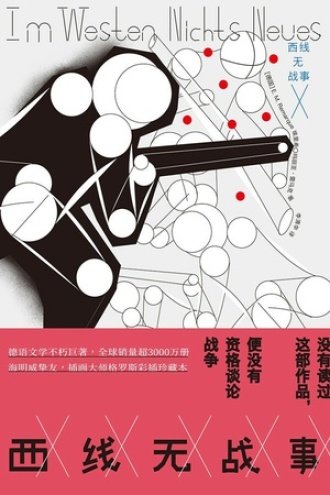 Im Westen Nichts Neues
西线
无
战事
[德国] E. M. Remarque
没有读过
这部作品，
便没有
资格谈论
战争
德语文学不朽巨著，全球销量超3000万册
海明威挚友，插画大师格罗斯彩插珍藏本
西线无战事